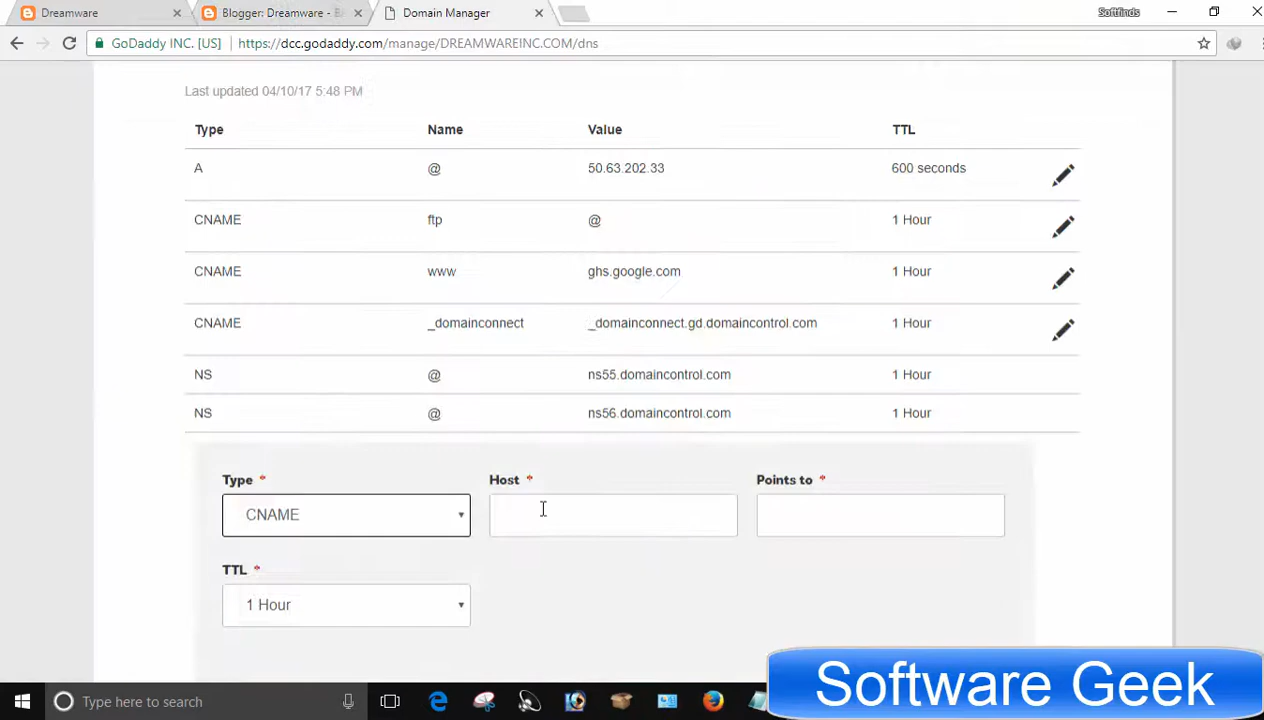 Dreamware
Blogger: Dreamware - Ba
Domain Manager
Softfinds
GoDaddy INC. [US]
https://dcc.godaddy.com/manage/DREAMWAREINC.COM/dns
Last updated 04/10/17 5:48 PM
Type Name Value TTL
A @ 50.63.202.33 600 seconds
CNAME ftp @ 1 Hour
CNAME www ghs.google.com 1 Hour
CNAME _domainconnect _domainconnect.gd.domaincontrol.com 1 Hour
NS @ ns55.domaincontrol.com 1 Hour
NS @ ns56.domaincontrol.com 1 Hour
Type * Host * Points to *
CNAME
TTL *
1 Hour
Software Geek
Type here to search